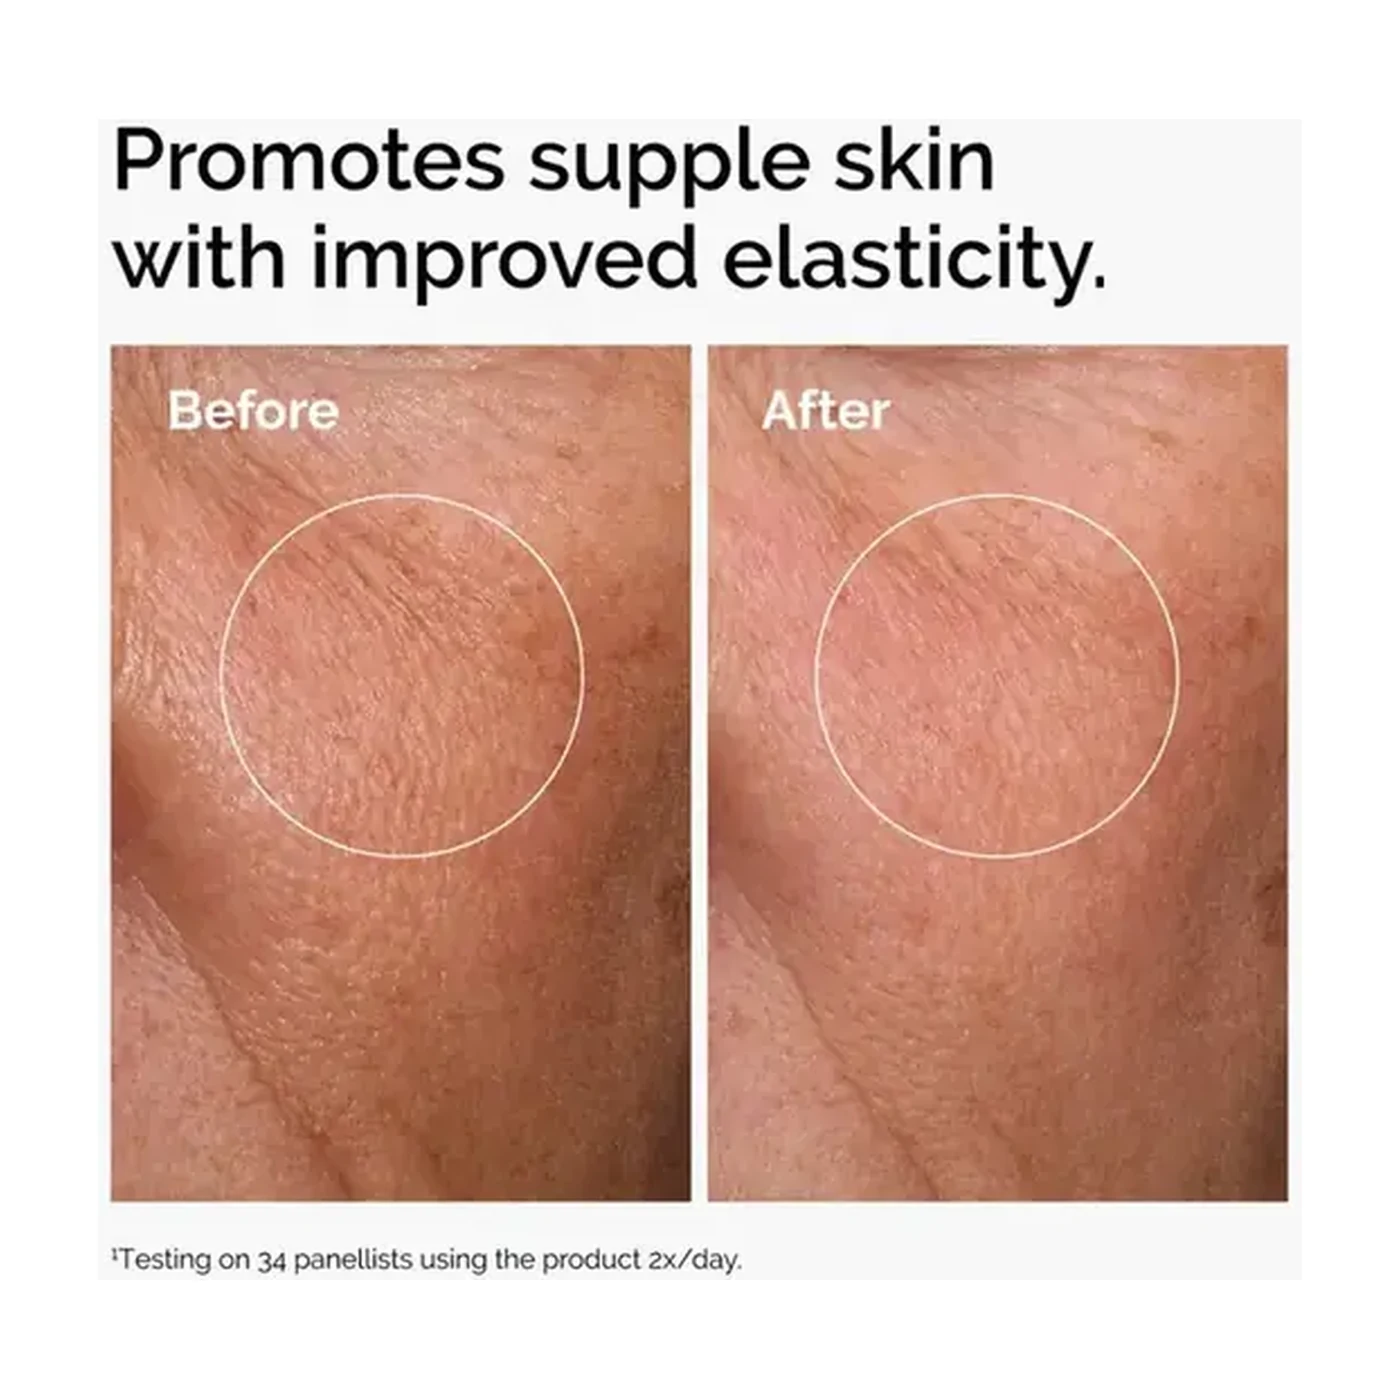 Promotes supple skin
with improved elasticity.
Before
After
¹Testing on 34 panellists using the product 2x/day.